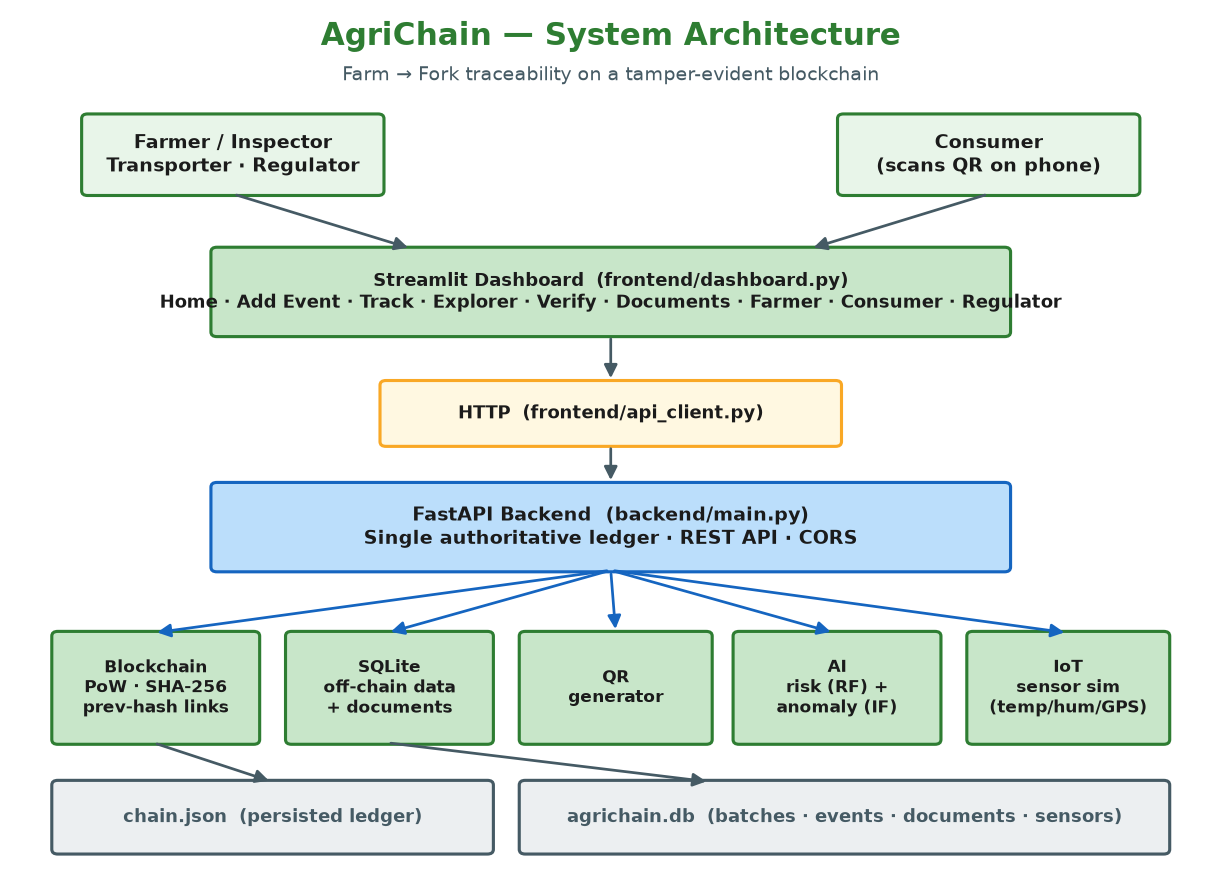 AgriChain — System Architecture
Farm → Fork traceability on a tamper-evident blockchain
Farmer / Inspector
Transporter · Regulator
Consumer
(scans QR on phone)
Streamlit Dashboard  (frontend/dashboard.py)
Home · Add Event · Track · Explorer · Verify · Documents · Farmer · Consumer · Regulator
HTTP  (frontend/api_client.py)
FastAPI Backend  (backend/main.py)
Single authoritative ledger · REST API · CORS
Blockchain
PoW · SHA-256
prev-hash links
SQLite
off-chain data
+ documents
QR
generator
AI
risk (RF) +
anomaly (IF)
IoT
sensor sim
(temp/hum/GPS)
chain.json  (persisted ledger)
agrichain.db  (batches · events · documents · sensors)